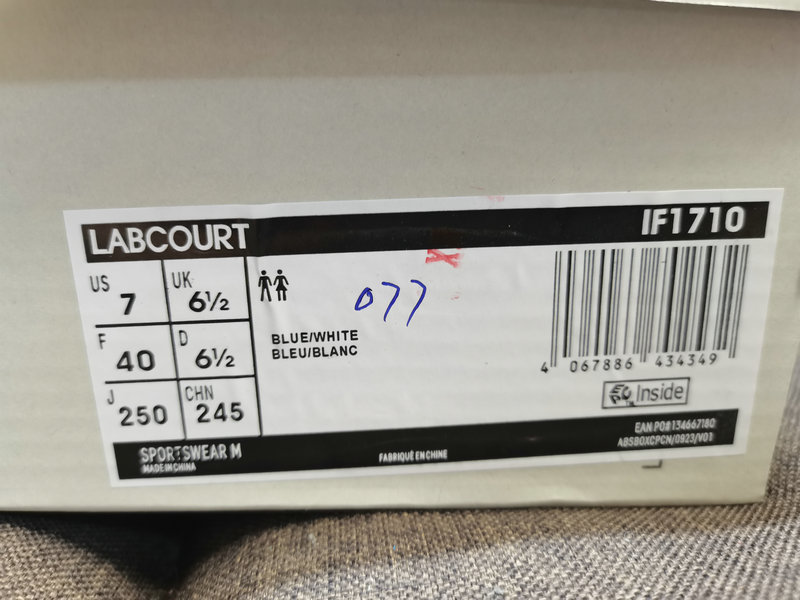 LABCOURT
IF1710
US 7
UK 6½
F 40
D 6½
J 250
CHN 245
077
BLUE/WHITE
BLEU/BLANC
4 067886 434349
Inside
SPORTSWEAR M
MADE IN CHINA
FABRIQUÉ EN CHINE
EAN PO# 134667180
ABSBOXCPCN/0923/V01